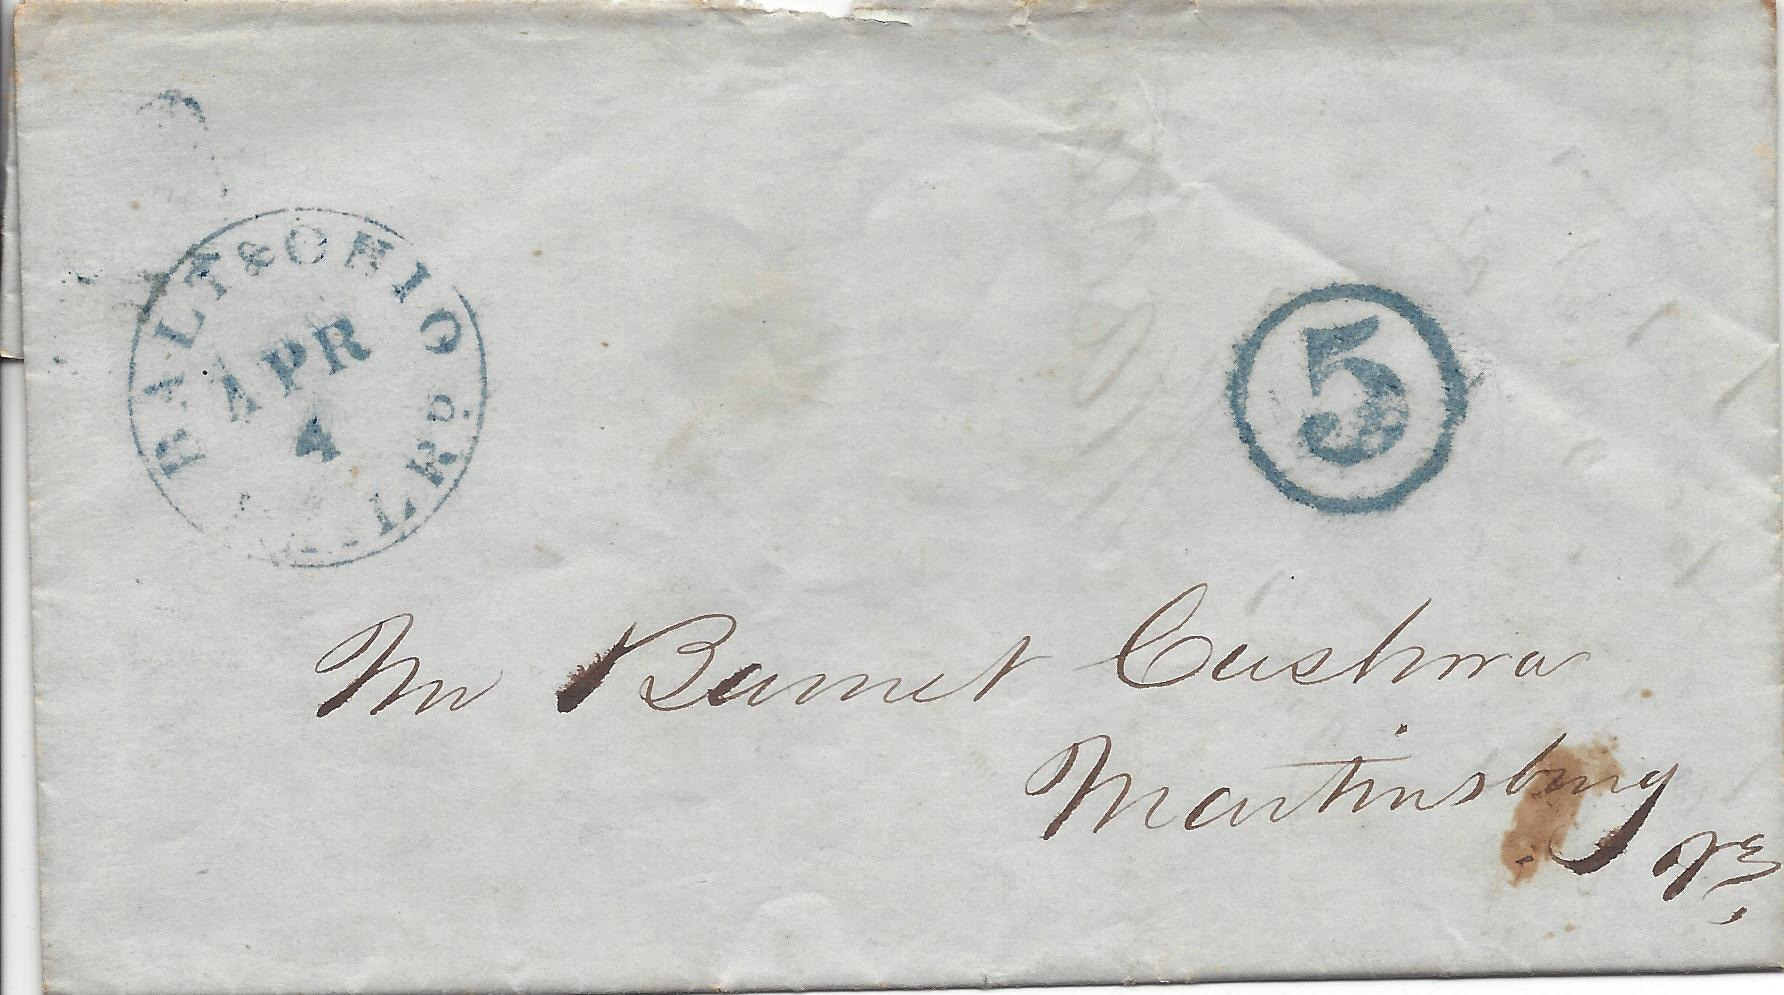 BALT & OHIO R. R. 
APR
4
5
Mr Barnet Cushwa
Martinsburg
Va,